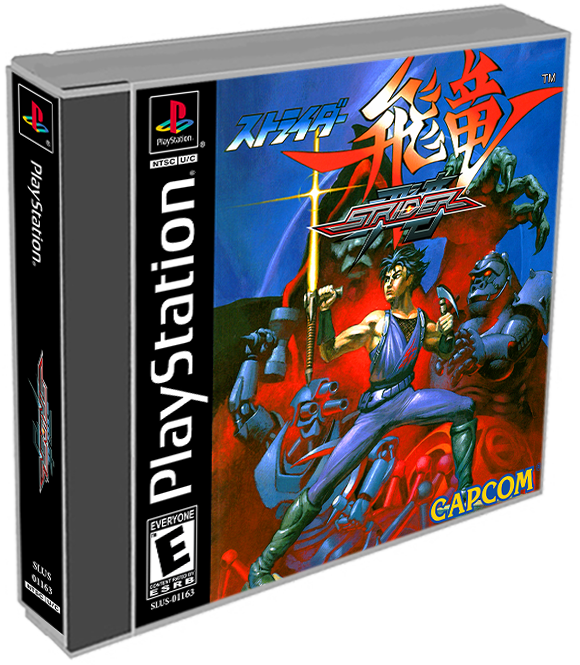 PlayStation
SLUS
01163
NTSC U/C
PlayStation
NTSC U/C
PlayStation
EVERYONE
E
CONTENT RATED BY
ESRB
SLUS-01163
ストライダー
飛竜
TM
STRIDER
CAPCOM